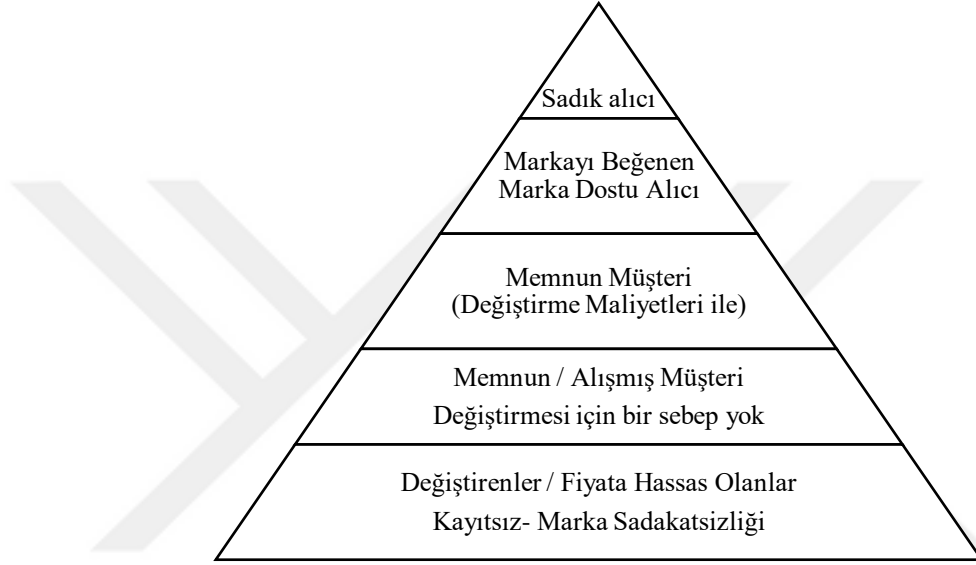 Sadık alıcı
Markayı Beğenen
Marka Dostu Alıcı
Memnun Müşteri
(Değiştirme Maliyetleri ile)
Memnun / Alışmış Müşteri
Değiştirmesi için bir sebep yok
Değiştirenler / Fiyata Hassas Olanlar
Kayıtsız- Marka Sadakatsizliği